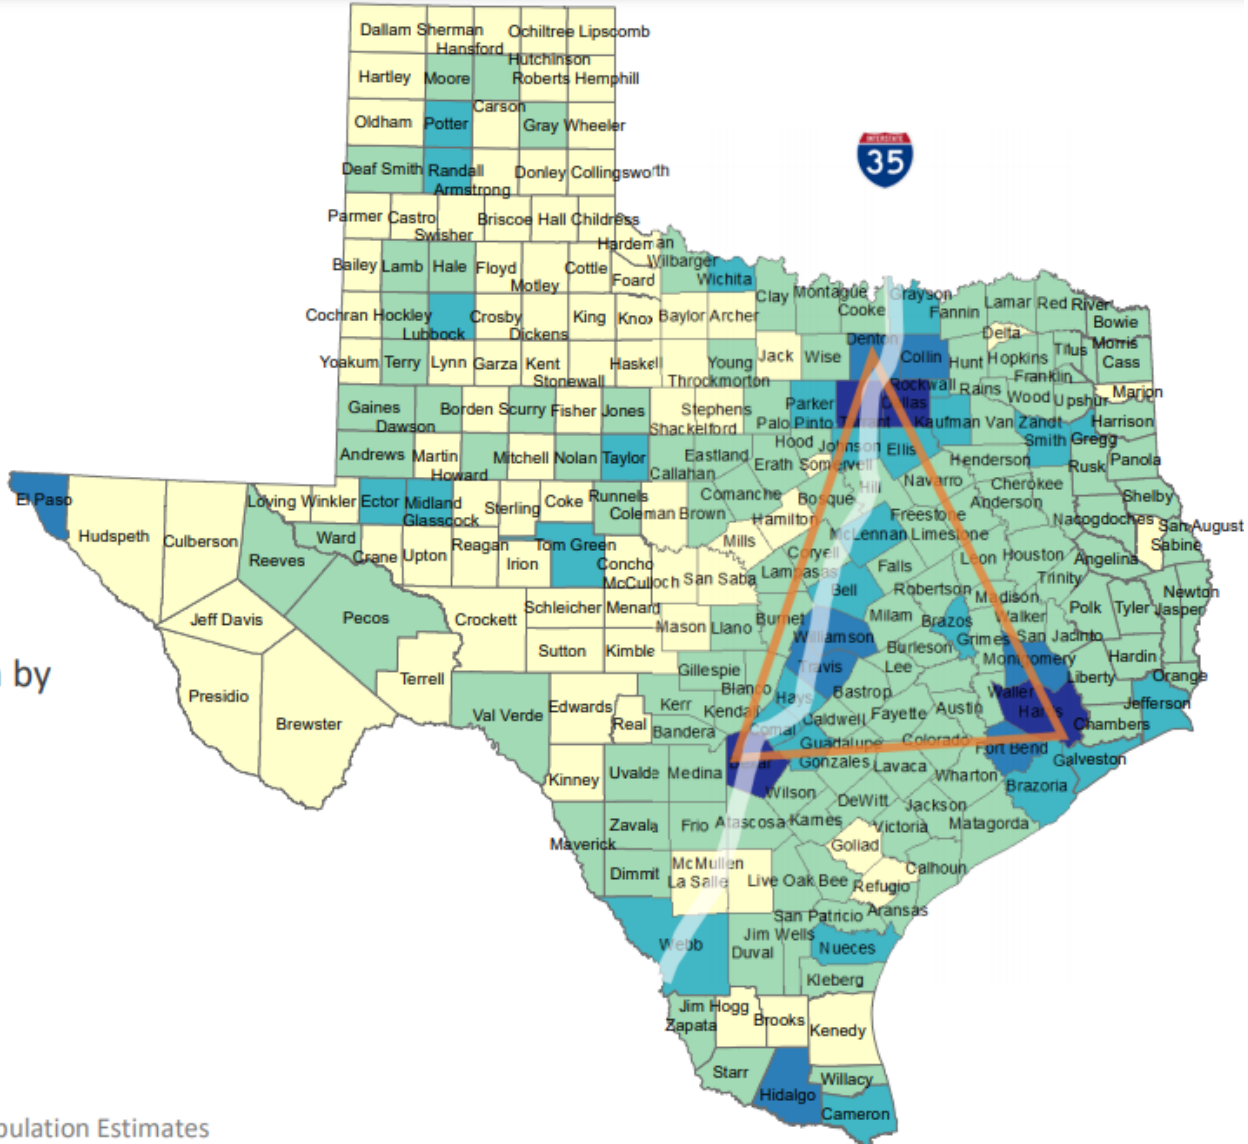 Dallam Sherman Ochiltree Lipscomb
Hansford
Hutchinson
Hartley Moore Roberts Hemphill
Carson
Oldham Potter Gray Wheeler
INTERSTATE
35
Deaf Smith Randall Donley Collingsworth
Armstrong
Parmer Castro Briscoe Hall Childress
Swisher
Hardeman
Bailey Lamb Hale Floyd Cottle Foard Wilbarger Wichita
Motley
Clay Montague Grayson Lamar Red River
Cochran Hockley Crosby King Knox Baylor Archer Cooke Fannin Bowie
Lubbock Dickens Delta
Denton Morris
Yoakum Terry Lynn Garza Kent Haskell Young Jack Wise Collin Hunt Hopkins Titus Cass
Stonewall Throckmorton Franklin
Rockwall Rains Wood Upshur Marion
Gaines Borden Scurry Fisher Jones Stephens Parker Tarrant Dallas
Dawson Shackelford Palo Pinto Kaufman Van Zandt Harrison
Andrews Martin Mitchell Nolan Taylor Eastland Hood Johnson Ellis Smith Gregg
Howard Callahan Erath Somervell Henderson Rusk Panola
El Paso Loving Winkler Ector Midland Sterling Coke Runnels Comanche Bosque Hill Navarro Cherokee Shelby
Glasscock Coleman Brown Hamilton Freestone Anderson Nacogdoches San August
Hudspeth Culberson Ward Reagan Tom Green Mills McLennan Limestone Sabine
Reeves Crane Upton Irion Concho Coryell Leon Houston Angelina
McCulloch San Saba Lampasas Falls Trinity
Jeff Davis Pecos Crockett Schleicher Menard Bell Robertson Madison Polk Tyler Newton
Mason Llano Burnet Milam Brazos Walker Jasper
Sutton Kimble Williamson Burleson Grimes San Jacinto
n by Gillespie Travis Lee Montgomery Hardin
Presidio Terrell Blanco Hays Bastrop Waller Liberty Orange
Brewster Val Verde Edwards Kerr Kendall Caldwell Fayette Austin Harris Jefferson
Real Bandera Comal Guadalupe Colorado Fort Bend Chambers
Kinney Uvalde Medina Bexar Gonzales Lavaca Galveston
Wilson Wharton Brazoria
Zavala Frio Atascosa Karnes DeWitt Jackson
Maverick Victoria Matagorda
Dimmit McMullen Goliad
La Salle Live Oak Bee Refugio Calhoun
San Patricio Aransas
Webb Jim Wells Nueces
Duval
Kleberg
Jim Hogg
Zapata Brooks Kenedy
Starr Willacy
Hidalgo
Cameron
pulation Estimates